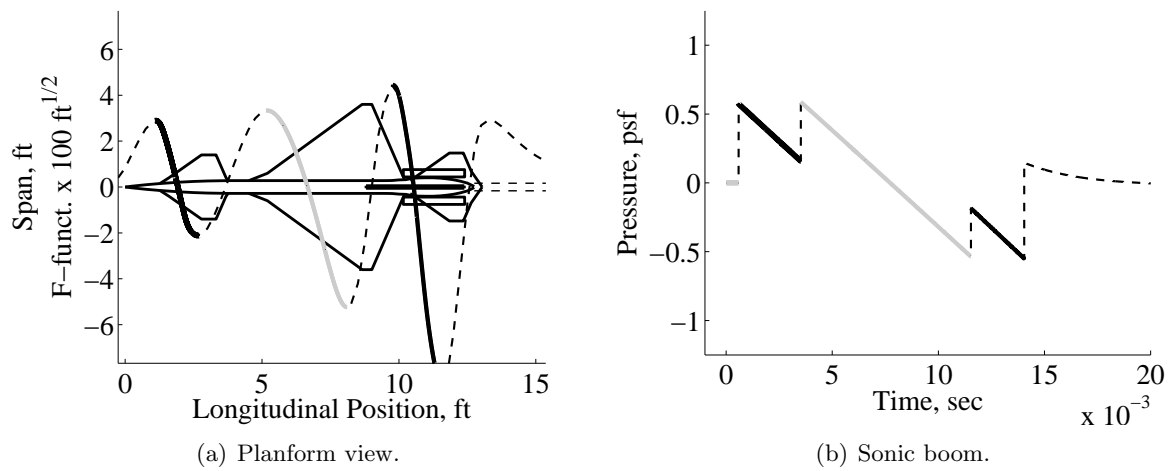 6
4
2
0
−2
−4
−6
Span, ft
F−funct. x 100 ft^1/2
0 5 10 15
Longitudinal Position, ft
(a) Planform view.
1
0.5
0
−0.5
−1
Pressure, psf
0 5 10 15 20
Time, sec
x 10^−3
(b) Sonic boom.